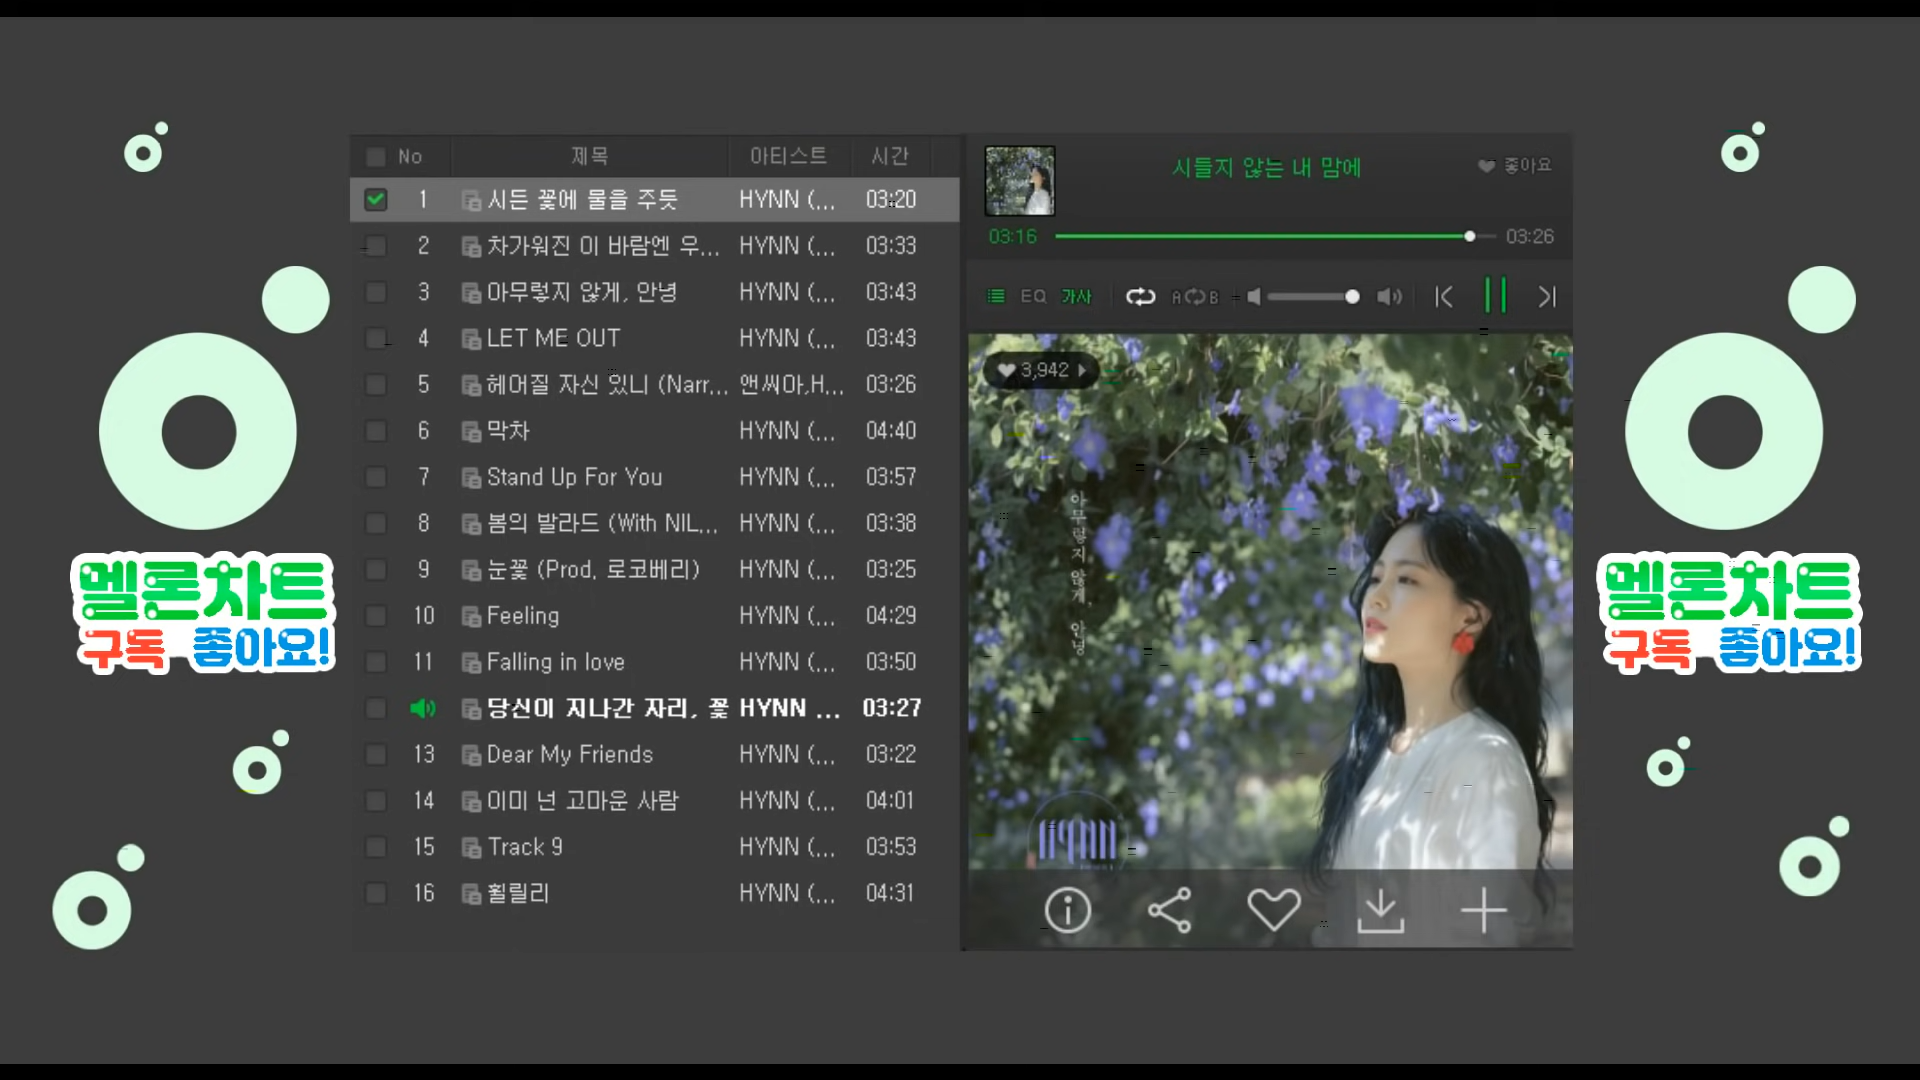 No 제목 아티스트 시간
1 시든 꽃에 물을 주듯 HYNN (... 03:20
2 차가워진 이 바람엔 우... HYNN (... 03:33
3 아무렇지 않게, 안녕 HYNN (... 03:43
4 LET ME OUT HYNN (... 03:43
5 헤어질 자신 있니 (Narr... 앤씨아,H... 03:26
6 막차 HYNN (... 04:40
7 Stand Up For You HYNN (... 03:57
8 봄의 발라드 (With NIL... HYNN (... 03:38
9 눈꽃 (Prod. 로코베리) HYNN (... 03:25
10 Feeling HYNN (... 04:29
11 Falling in love HYNN (... 03:50
당신이 지나간 자리, 꽃 HYNN ... 03:27
13 Dear My Friends HYNN (... 03:22
14 이미 넌 고마운 사람 HYNN (... 04:01
15 Track 9 HYNN (... 03:53
16 휠릴리 HYNN (... 04:31
시들지 않는 내 맘에
좋아요
03:16 03:26
EQ 가사 A B
3,942
아무렇지 않게, 안녕
HYNN
멜론차트
구독 좋아요!
멜론차트
구독 좋아요!